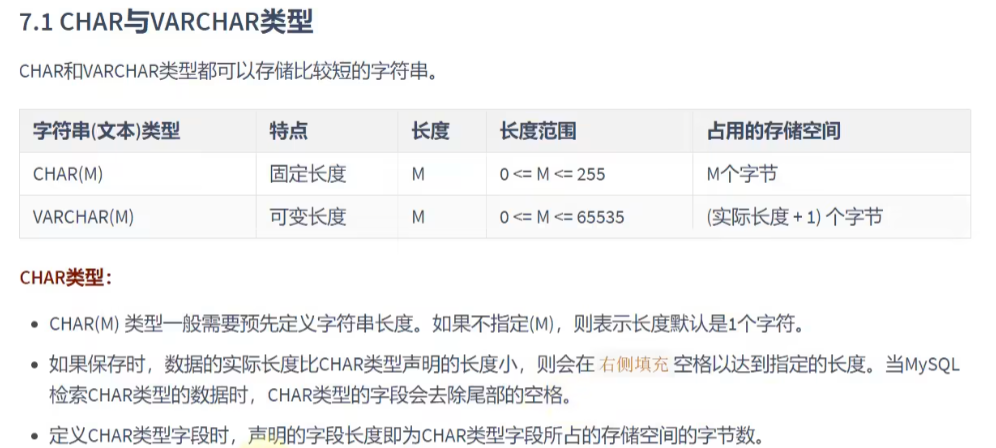 7.1 CHAR与VARCHAR类型
CHAR和VARCHAR类型都可以存储比较短的字符串。
字符串(文本)类型 特点 长度 长度范围 占用的存储空间
CHAR(M) 固定长度 M 0 <= M <= 255 M个字节
VARCHAR(M) 可变长度 M 0 <= M <= 65535 (实际长度 + 1) 个字节
CHAR类型：
• CHAR(M) 类型一般需要预先定义字符串长度。如果不指定(M)，则表示长度默认是1个字符。
• 如果保存时，数据的实际长度比CHAR类型声明的长度小，则会在 右侧填充 空格以达到指定的长度。当MySQL
检索CHAR类型的数据时，CHAR类型的字段会去除尾部的空格。
• 定义CHAR类型字段时，声明的字段长度即为CHAR类型字段所占的存储空间的字节数。